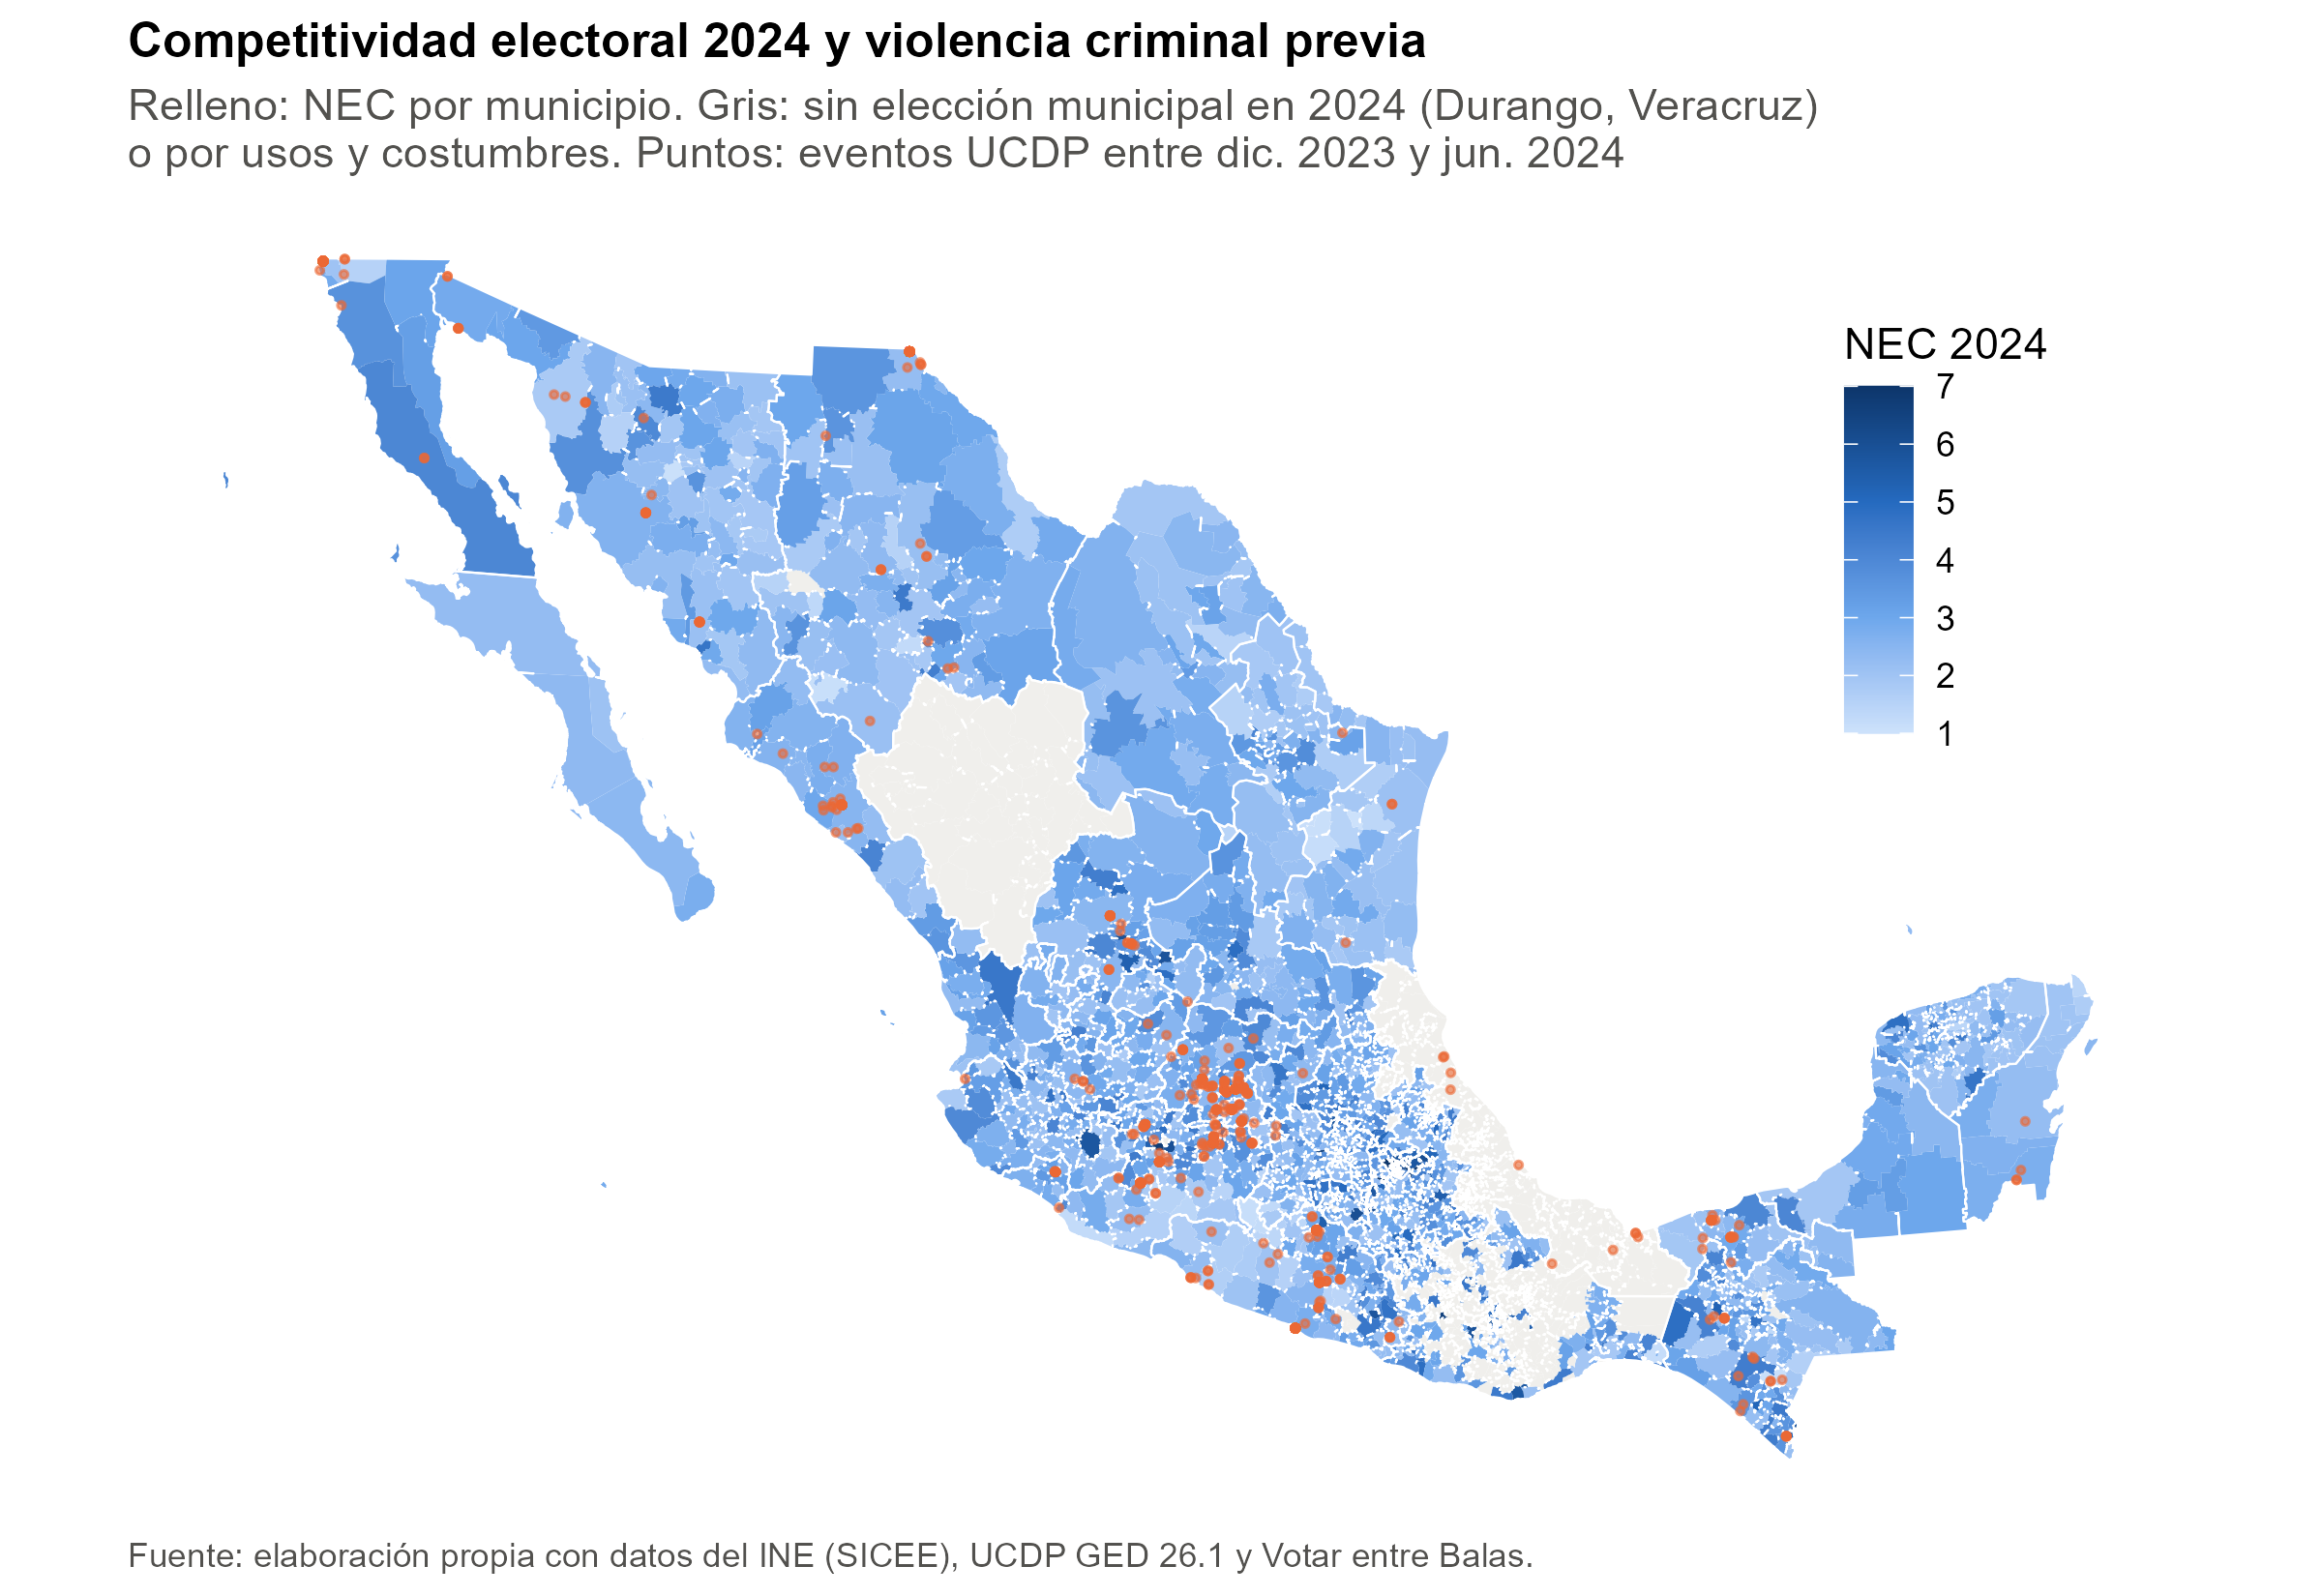 Competitividad electoral 2024 y violencia criminal previa
Relleno: NEC por municipio. Gris: sin elección municipal en 2024 (Durango, Veracruz)
o por usos y costumbres. Puntos: eventos UCDP entre dic. 2023 y jun. 2024
NEC 2024
7
6
5
4
3
2
1
Fuente: elaboración propia con datos del INE (SICEE), UCDP GED 26.1 y Votar entre Balas.